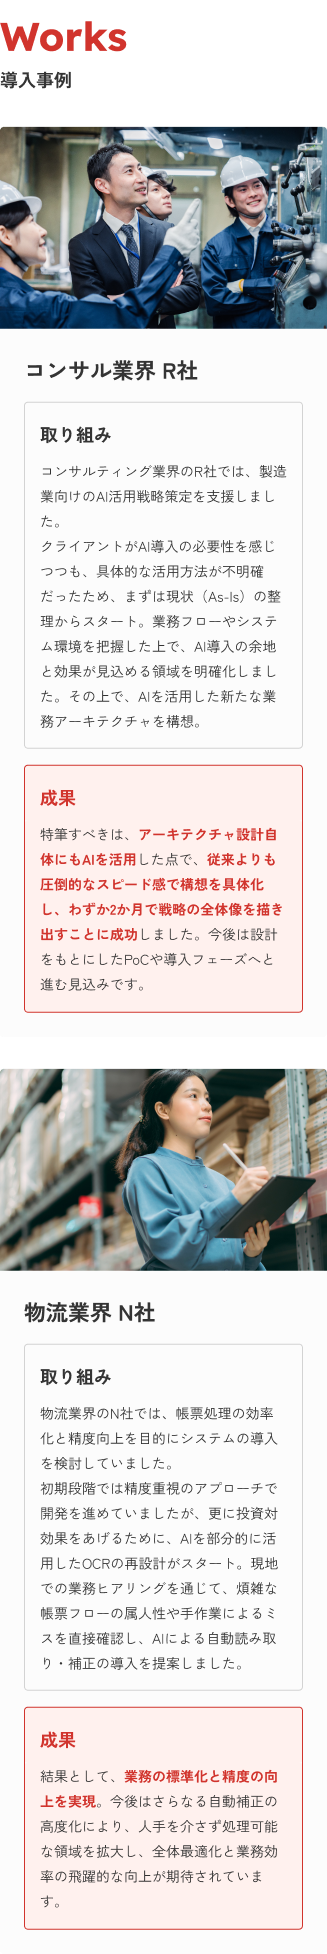 Works
導入事例
コンサル業界 R社
取り組み
コンサルティング業界のR社では、製造
業向けのAI活用戦略策定を支援しまし
た。
クライアントがAI導入の必要性を感じ
つつも、具体的な活用方法が不明確
だったため、まずは現状（As-Is）の整
理からスタート。業務フローやシステ
ム環境を把握した上で、AI導入の余地
と効果が見込める領域を明確化しまし
た。その上で、AIを活用した新たな業
務アーキテクチャを構想。
成果
特筆すべきは、アーキテクチャ設計自
体にもAIを活用した点で、従来よりも
圧倒的なスピード感で構想を具体化
し、わずか2か月で戦略の全体像を描き
出すことに成功しました。今後は設計
をもとにしたPoCや導入フェーズへと
進む見込みです。
物流業界 N社
取り組み
物流業界のN社では、帳票処理の効率
化と精度向上を目的にシステムの導入
を検討していました。
初期段階では精度重視のアプローチで
開発を進めていましたが、更に投資対
効果をあげるために、AIを部分的に活
用したOCRの再設計がスタート。現地
での業務ヒアリングを通じて、煩雑な
帳票フローの属人性や手作業によるミ
スを直接確認し、AIによる自動読み取
り・補正の導入を提案しました。
成果
結果として、業務の標準化と精度の向
上を実現。今後はさらなる自動補正の
高度化により、人手を介さず処理可能
な領域を拡大し、全体最適化と業務効
率の飛躍的な向上が期待されていま
す。